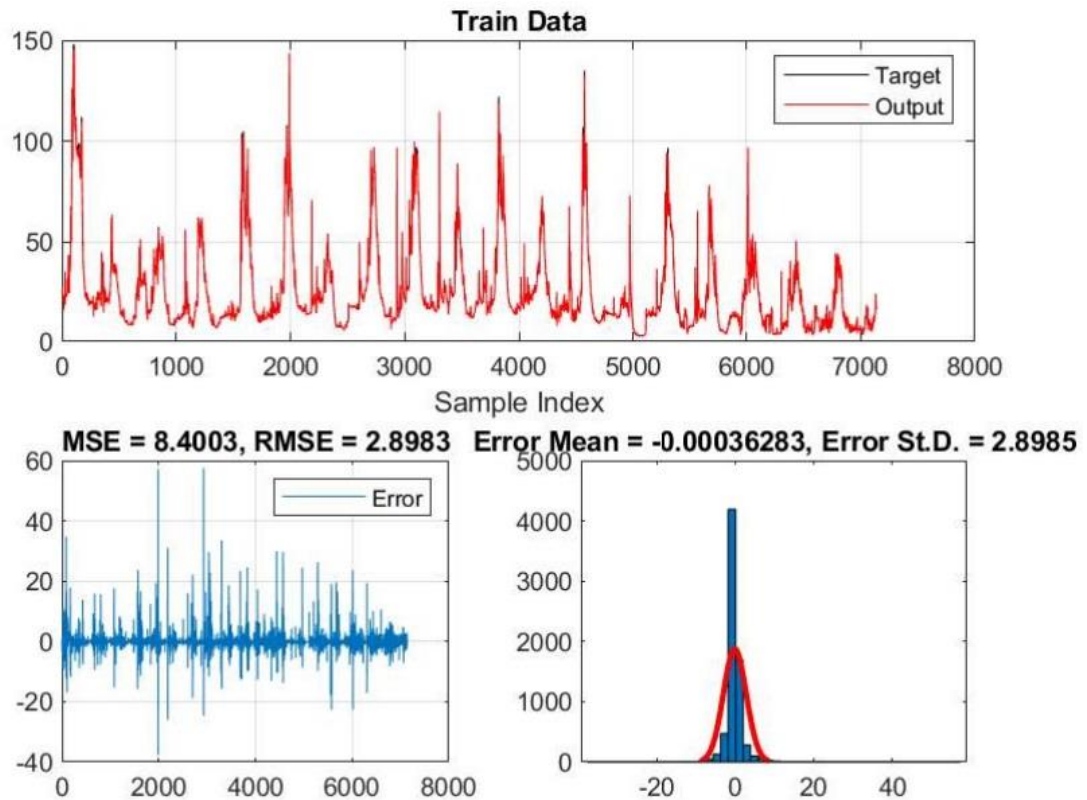 Train Data
150
100
50
0
Target
Output
0 1000 2000 3000 4000 5000 6000 7000 8000
Sample Index
MSE = 8.4003, RMSE = 2.8983
60
40
20
0
-20
-40
Error
0 2000 4000 6000 8000
Error Mean = -0.00036283, Error St.D. = 2.8985
5000
4000
3000
2000
1000
0
-20 0 20 40